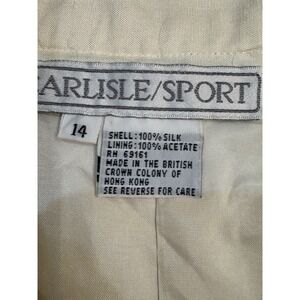 ARLISLE/SPORT
14
SHELL:100% SILK
LINING:100% ACETATE
RN 69161
MADE IN THE BRITISH
CROWN COLONY OF
HONG KONG
SEE REVERSE FOR CARE